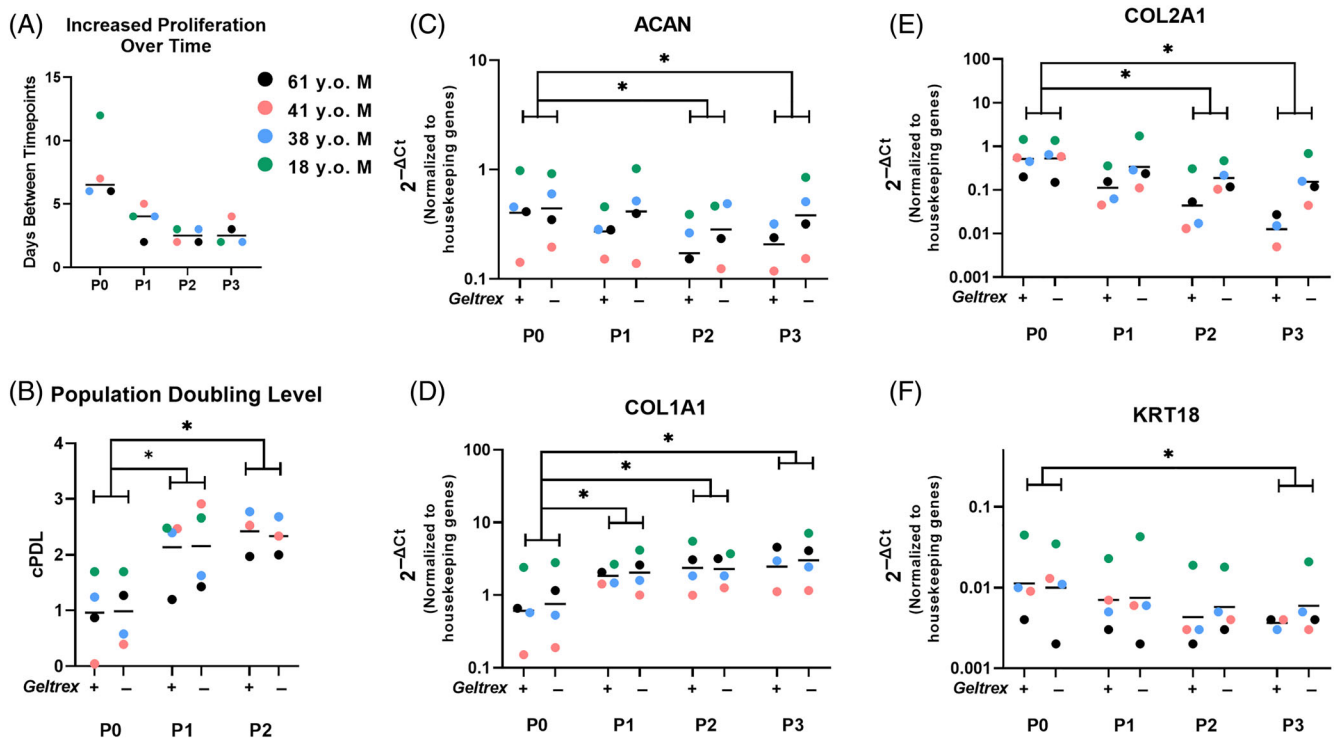 (A)
Increased Proliferation
Over Time
Days Between Timepoints
15
10
5
0
P0 P1 P2 P3
61 y.o. M
41 y.o. M
38 y.o. M
18 y.o. M
(B) Population Doubling Level
cPDL
4
3
2
1
0
* *
Geltrex + − + − + −
P0 P1 P2
(C)
ACAN
2−ΔCt
(Normalized to
housekeeping genes)
10
1
0.1
* *
Geltrex + − + − + − + −
P0 P1 P2 P3
(D)
COL1A1
2−ΔCt
(Normalized to
housekeeping genes)
100
10
1
0.1
* * *
Geltrex + − + − + − + −
P0 P1 P2 P3
(E)
COL2A1
2−ΔCt
(Normalized to
housekeeping genes)
100
10
1
0.1
0.01
0.001
* *
Geltrex + − + − + − + −
P0 P1 P2 P3
(F)
KRT18
2−ΔCt
(Normalized to
housekeeping genes)
0.1
0.01
0.001
*
Geltrex + − + − + − + −
P0 P1 P2 P3